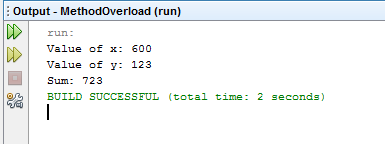 Output - MethodOverload (run)
run:
Value of x: 600
Value of y: 123
Sum: 723
BUILD SUCCESSFUL (total time: 2 seconds)